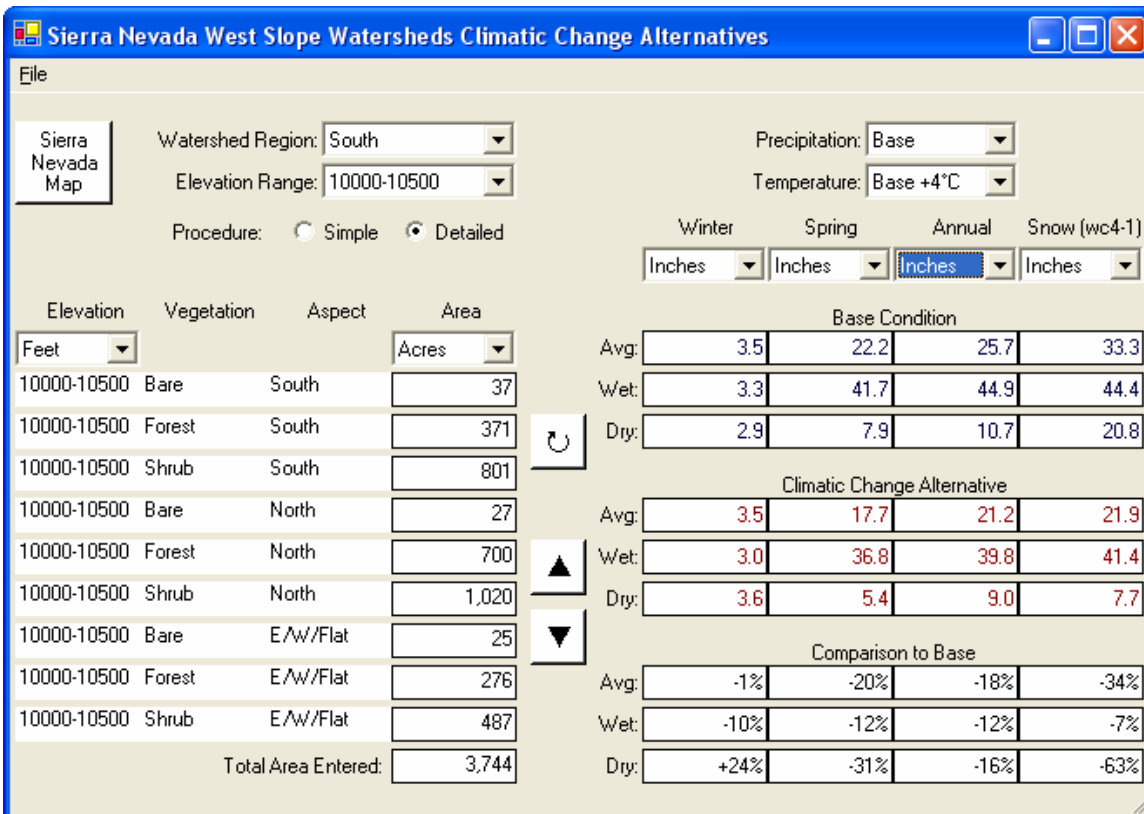 Sierra Nevada West Slope Watersheds Climatic Change Alternatives
File
Sierra
Nevada
Map
Watershed Region: South
Elevation Range: 10000-10500
Procedure: Simple Detailed
Precipitation: Base
Temperature: Base +4°C
Winter Spring Annual Snow (wc4-1)
Inches Inches Inches Inches
Elevation Vegetation Aspect Area
Feet Acres
10000-10500 Bare South 37
10000-10500 Forest South 371
10000-10500 Shrub South 801
10000-10500 Bare North 27
10000-10500 Forest North 700
10000-10500 Shrub North 1,020
10000-10500 Bare E/W/Flat 25
10000-10500 Forest E/W/Flat 276
10000-10500 Shrub E/W/Flat 487
Total Area Entered: 3,744
Base Condition
Avg: 3.5 22.2 25.7 33.3
Wet: 3.3 41.7 44.9 44.4
Dry: 2.9 7.9 10.7 20.8
Climatic Change Alternative
Avg: 3.5 17.7 21.2 21.9
Wet: 3.0 36.8 39.8 41.4
Dry: 3.6 5.4 9.0 7.7
Comparison to Base
Avg: -1% -20% -18% -34%
Wet: -10% -12% -12% -7%
Dry: +24% -31% -16% -63%